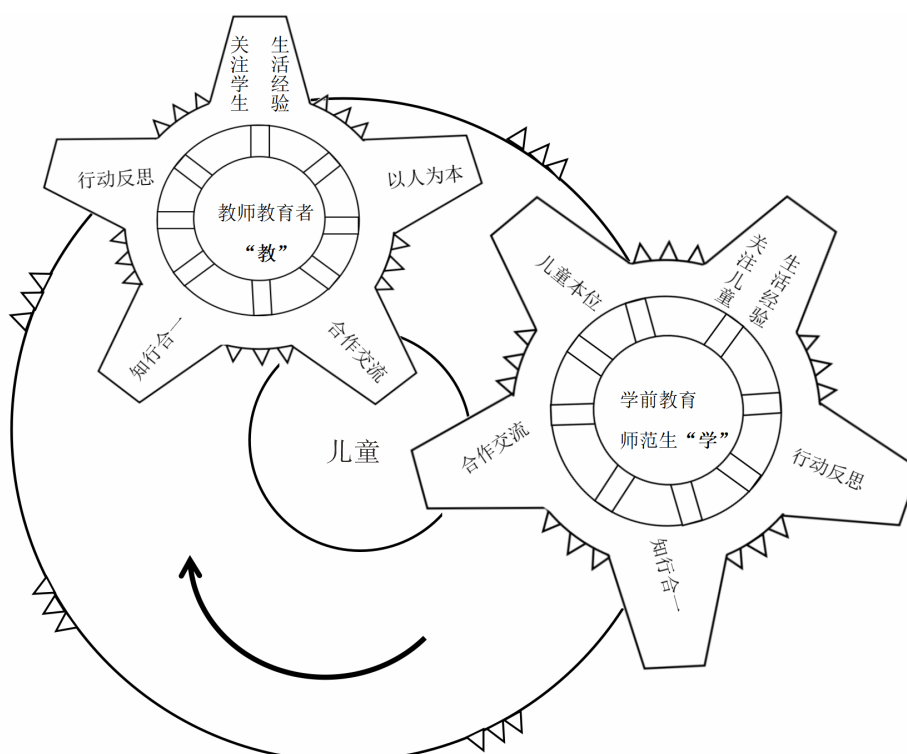 关注学生
生活经验
行动反思
以人为本
教师教育者
“教”
知行合一
合作交流
儿童
儿童本位
关注儿童
生活经验
学前教育
师范生“学”
合作交流
行动反思
知行合一